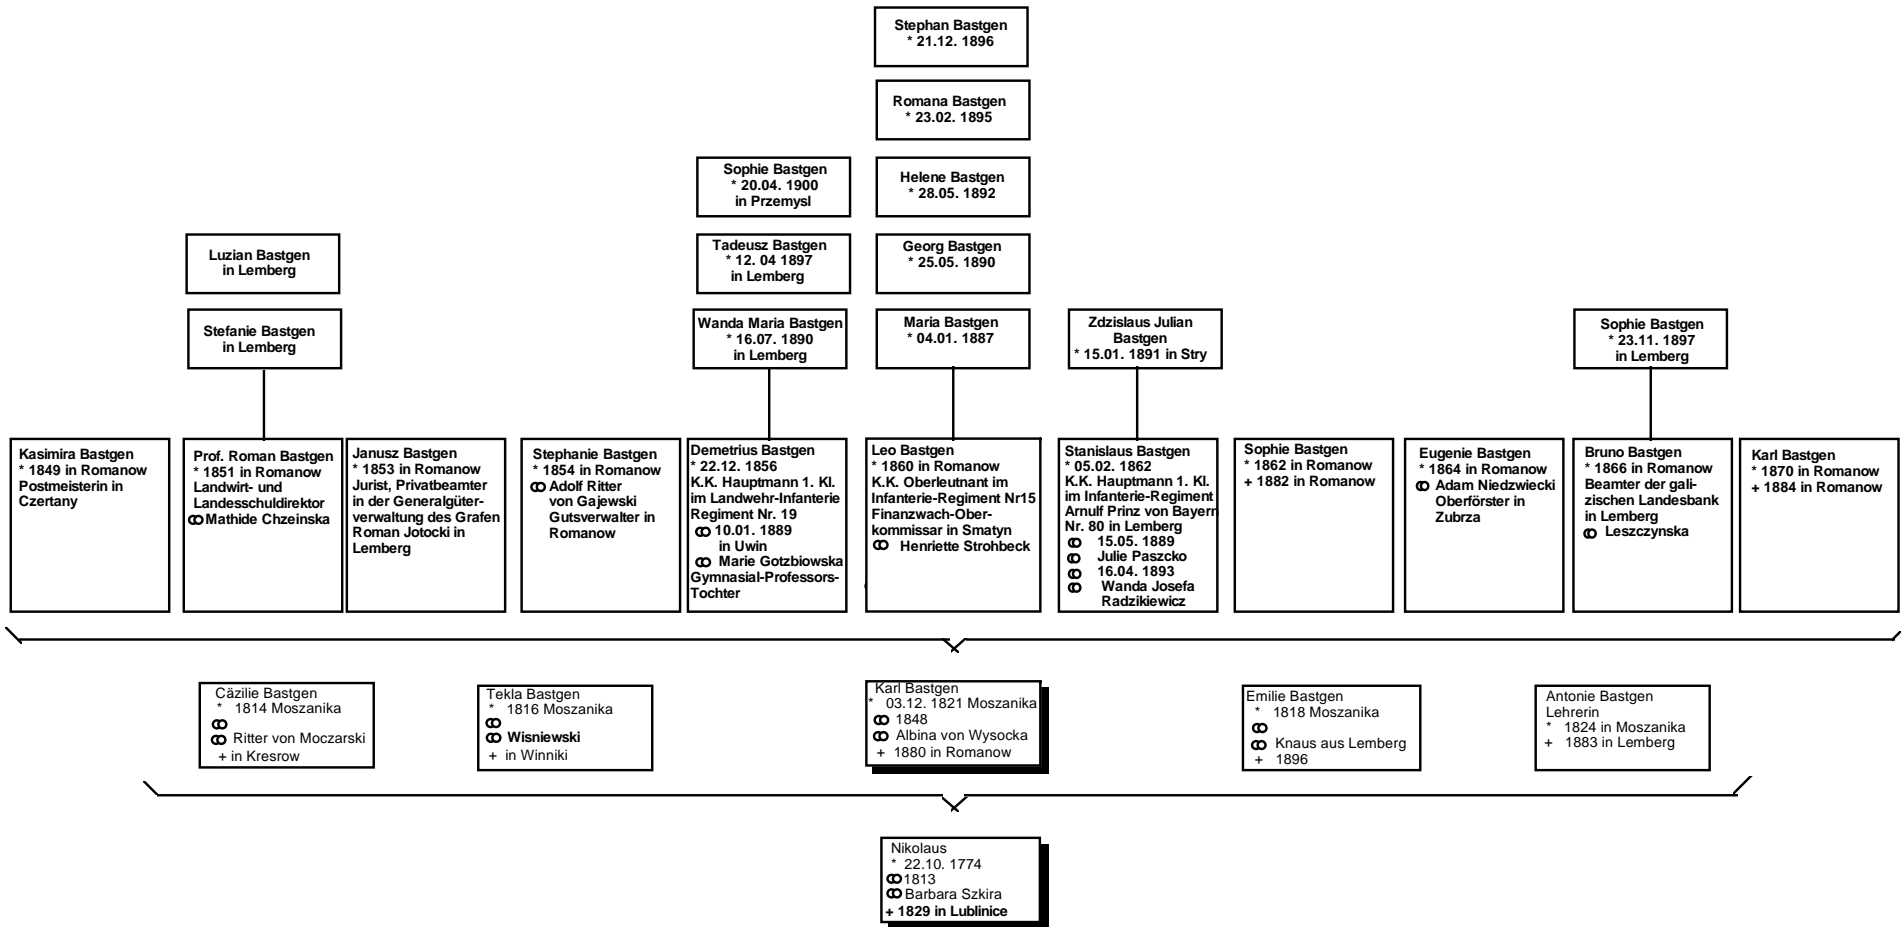 Stephan Bastgen
* 21.12. 1896
Romana Bastgen
* 23.02. 1895
Sophie Bastgen
* 20.04. 1900
in Przemysl
Helene Bastgen
* 28.05. 1892
Luzian Bastgen
in Lemberg
Tadeusz Bastgen
* 12. 04 1897
in Lemberg
Georg Bastgen
* 25.05. 1890
Stefanie Bastgen
in Lemberg
Wanda Maria Bastgen
* 16.07. 1890
in Lemberg
Maria Bastgen
* 04.01. 1887
Zdzislaus Julian
Bastgen
* 15.01. 1891 in Stry
Sophie Bastgen
* 23.11. 1897
in Lemberg
Kasimira Bastgen
* 1849 in Romanow
Postmeisterin in
Czertany
Prof. Roman Bastgen
* 1851 in Romanow
Landwirt- und
Landesschuldirektor
⚭ Mathide Chzeinska
Janusz Bastgen
* 1853 in Romanow
Jurist, Privatbeamter
in der Generalgüter-
verwaltung des Grafen
Roman Jotocki in
Lemberg
Stephanie Bastgen
* 1854 in Romanow
⚭ Adolf Ritter
von Gajewski
Gutsverwalter in
Romanow
Demetrius Bastgen
* 22.12. 1856
K.K. Hauptmann 1. Kl.
im Landwehr-Infanterie
Regiment Nr. 19
⚭ 10.01. 1889
in Uwin
⚭ Marie Gotzbiowska
Gymnasial-Professors-
Tochter
Leo Bastgen
* 1860 in Romanow
K.K. Oberleutnant im
Infanterie-Regiment Nr15
Finanzwach-Ober-
kommissar in Smatyn
⚭ Henriette Strohbeck
Stanislaus Bastgen
* 05.02. 1862
K.K. Hauptmann 1. Kl.
im Infanterie-Regiment
Arnulf Prinz von Bayern
Nr. 80 in Lemberg
⚭ 15.05. 1889
⚭ Julie Paszcko
⚭ 16.04. 1893
⚭ Wanda Josefa
Radzikiewicz
Sophie Bastgen
* 1862 in Romanow
+ 1882 in Romanow
Eugenie Bastgen
* 1864 in Romanow
⚭ Adam Niedzwiecki
Oberförster in
Zubrza
Bruno Bastgen
* 1866 in Romanow
Beamter der gali-
zischen Landesbank
in Lemberg
⚭ Leszczynska
Karl Bastgen
* 1870 in Romanow
+ 1884 in Romanow
Cäzilie Bastgen
* 1814 Moszanika
⚭
⚭ Ritter von Moczarski
+ in Kresrow
Tekla Bastgen
* 1816 Moszanika
⚭
⚭ Wisniewski
+ in Winniki
Karl Bastgen
* 03.12. 1821 Moszanika
⚭ 1848
⚭ Albina von Wysocka
+ 1880 in Romanow
Emilie Bastgen
* 1818 Moszanika
⚭
⚭ Knaus aus Lemberg
+ 1896
Antonie Bastgen
Lehrerin
* 1824 in Moszanika
+ 1883 in Lemberg
Nikolaus
* 22.10. 1774
⚭ 1813
⚭ Barbara Szkira
+ 1829 in Lublinice